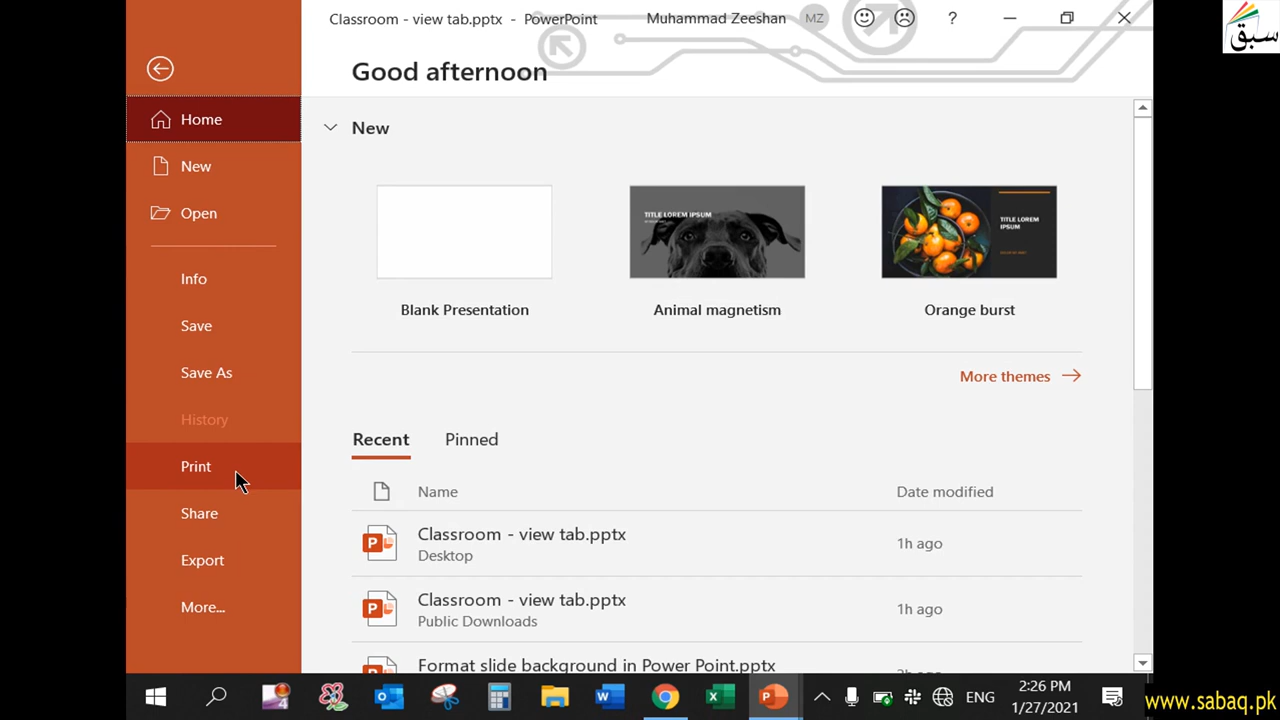 Classroom - view tab.pptx - PowerPoint
Muhammad Zeeshan
MZ
?
سبق
Good afternoon
Home
New
Open
Info
Save
Save As
History
Print
Share
Export
More...
New
TITLE LOREM IPSUM
TITLE LOREM
IPSUM
Blank Presentation
Animal magnetism
Orange burst
More themes
Recent
Pinned
Name
Date modified
Classroom - view tab.pptx
Desktop
1h ago
Classroom - view tab.pptx
Public Downloads
1h ago
Format slide background in Power Point.pptx
4
ENG
2:26 PM
1/27/2021
www.sabaq.pk